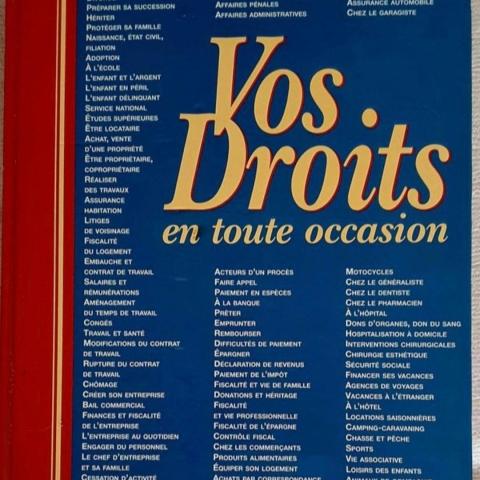 Préparer sa succession
Hériter
Protéger sa famille
Naissance, état civil,
filiation
Adoption
À l'école
L'enfant et l'argent
L'enfant en péril
L'enfant délinquant
Service national
Études supérieures
Être locataire
Achat, vente
d'une propriété
Être propriétaire,
copropriétaire
Réaliser
des travaux
Assurance
habitation
Litiges
de voisinage
Fiscalité
du logement
Embauche et
contrat de travail
Salaires et
rémunérations
Aménagement
du temps de travail
Congés
Travail et santé
Modifications du contrat
de travail
Rupture du contrat
de travail
Chômage
Créer son entreprise
Bail commercial
Finances et fiscalité
de l'entreprise
L'entreprise au quotidien
Engager du personnel
Le chef d'entreprise
et sa famille
Cessation d'activité
Affaires pénales
Affaires administratives
Assurance automobile
Chez le garagiste
Vos
Droits
en toute occasion
Acteurs d'un procès
Faire appel
Paiement en espèces
À la banque
Prêter
Emprunter
Rembourser
Difficultés de paiement
Épargner
Déclaration de revenus
Paiement de l'impôt
Fiscalité et vie de famille
Donations et héritage
Fiscalité
et vie professionnelle
Fiscalité de l'épargne
Contrôle fiscal
Chez les commerçants
Produits alimentaires
Équiper son logement
Achats par correspondance
Motocycles
Chez le généraliste
Chez le dentiste
Chez le pharmacien
À l'hôpital
Dons d'organes, don du sang
Hospitalisation à domicile
Interventions chirurgicales
Chirurgie esthétique
Sécurité sociale
Financer ses vacances
Agences de voyages
Vacances à l'étranger
À l'hôtel
Locations saisonnières
Camping-caravaning
Chasse et pêche
Sports
Vie associative
Loisirs des enfants